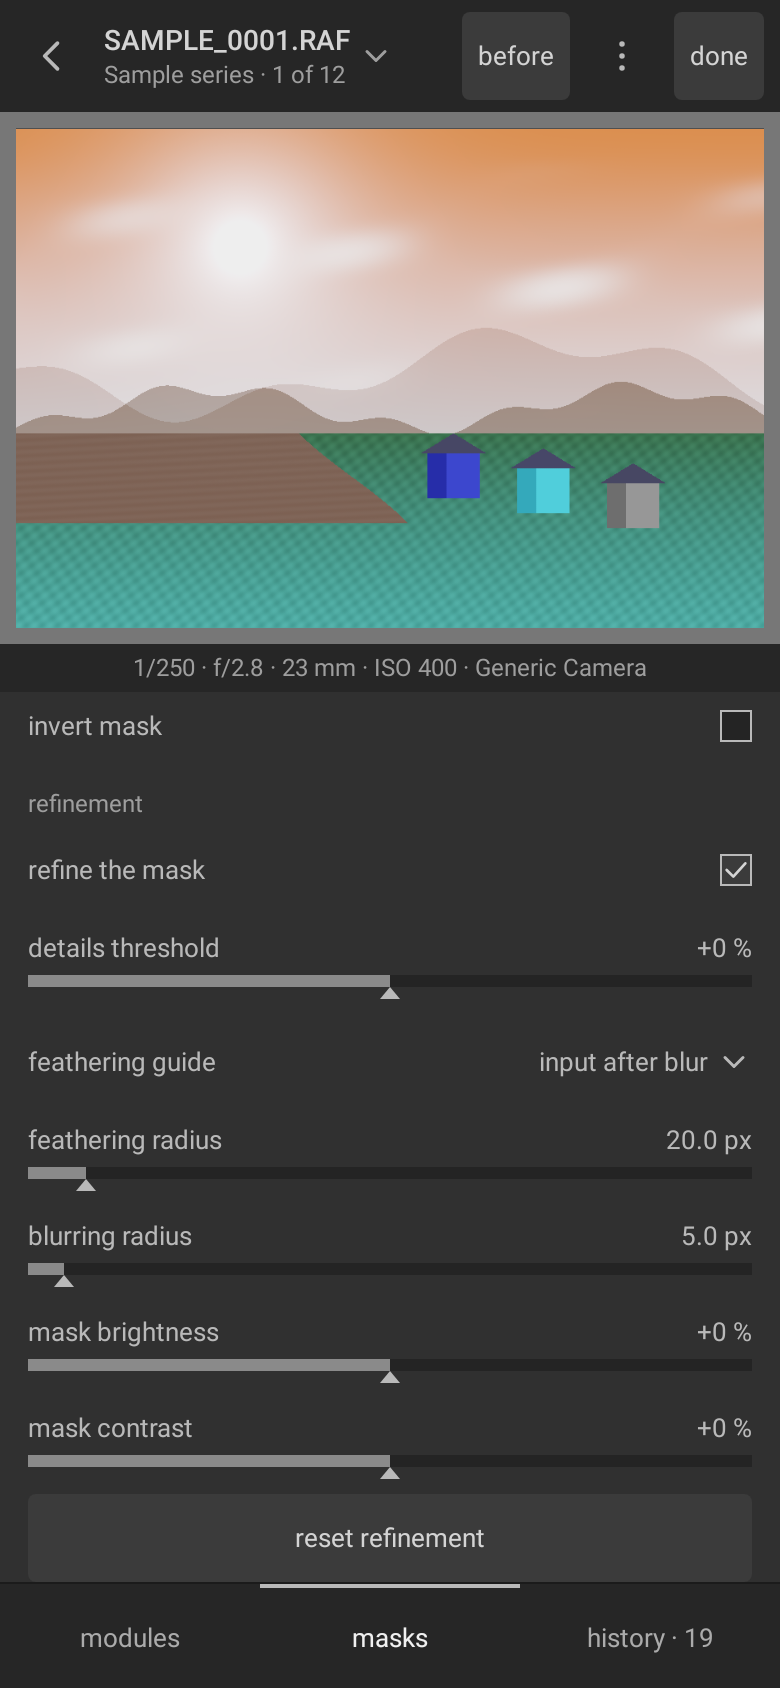 SAMPLE_0001.RAF
Sample series · 1 of 12
before
done
1/250 · f/2.8 · 23 mm · ISO 400 · Generic Camera
invert mask
refinement
refine the mask
details threshold +0 %
feathering guide input after blur
feathering radius 20.0 px
blurring radius 5.0 px
mask brightness +0 %
mask contrast +0 %
reset refinement
modules masks history · 19